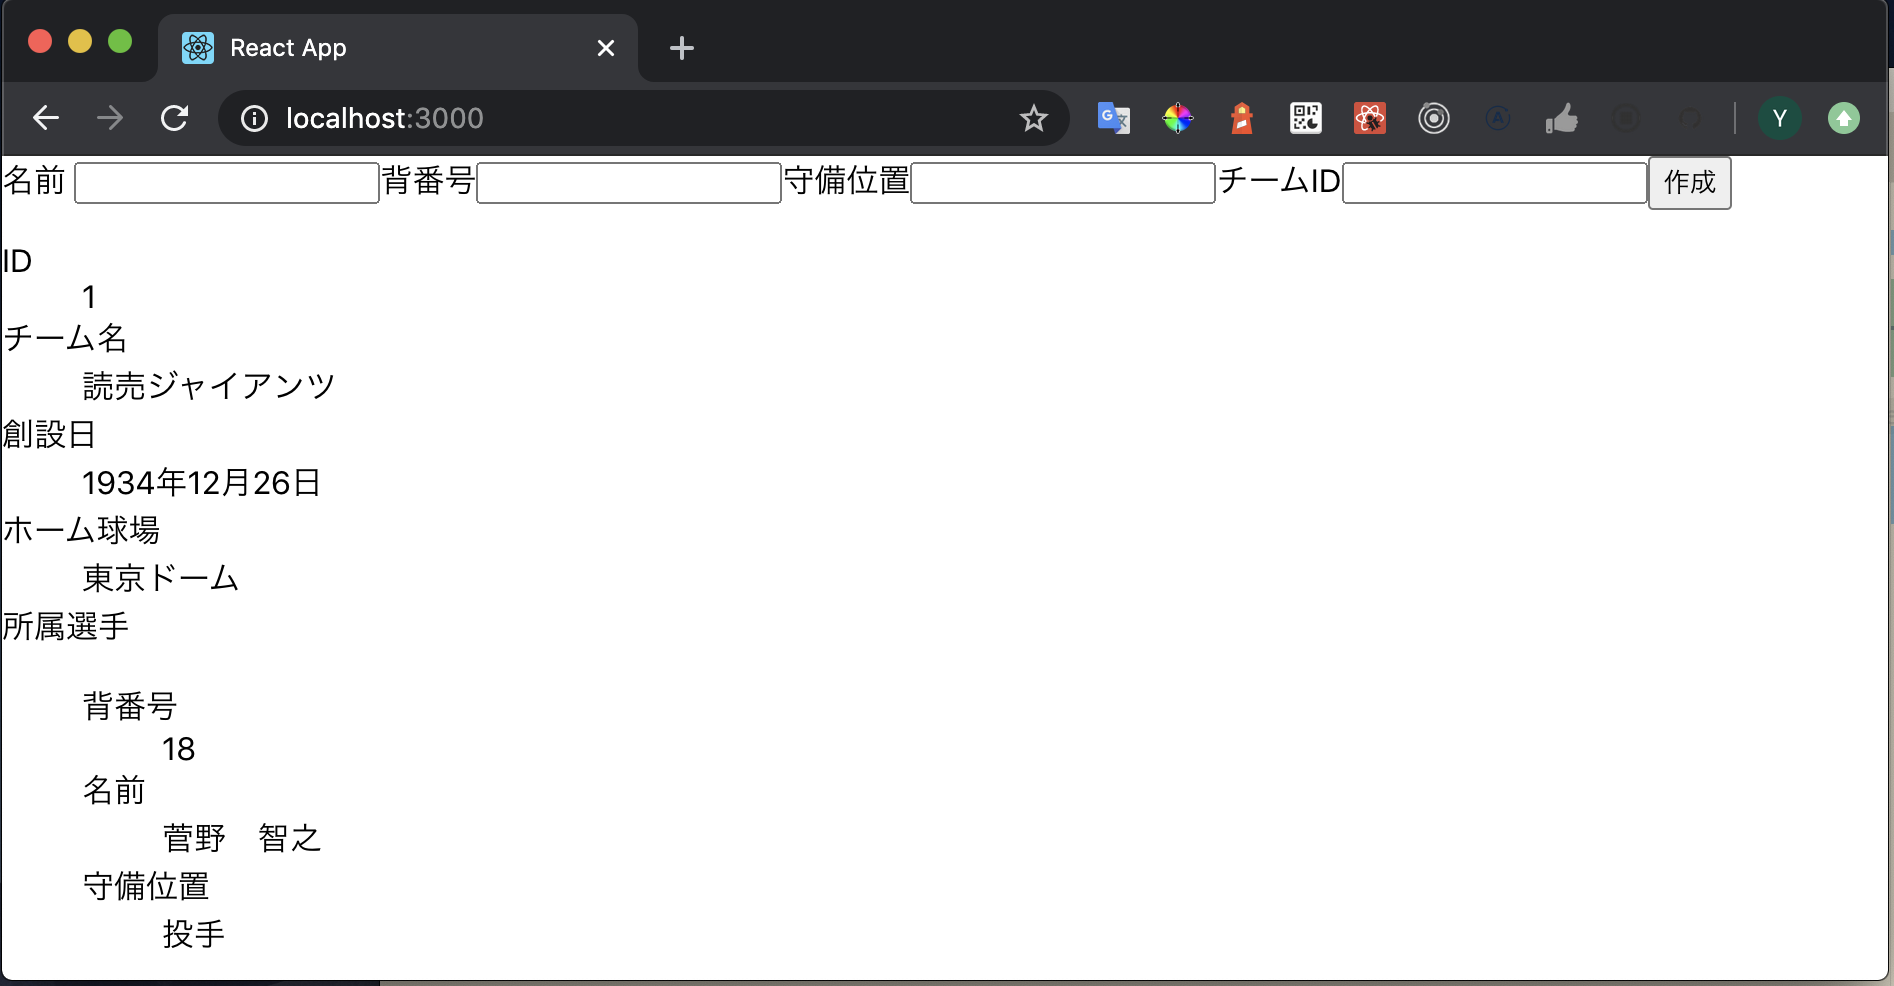 React App
localhost:3000
Y
名前 背番号 守備位置 チームID 作成
ID
1
チーム名
読売ジャイアンツ
創設日
1934年12月26日
ホーム球場
東京ドーム
所属選手
背番号
18
名前
菅野　智之
守備位置
投手